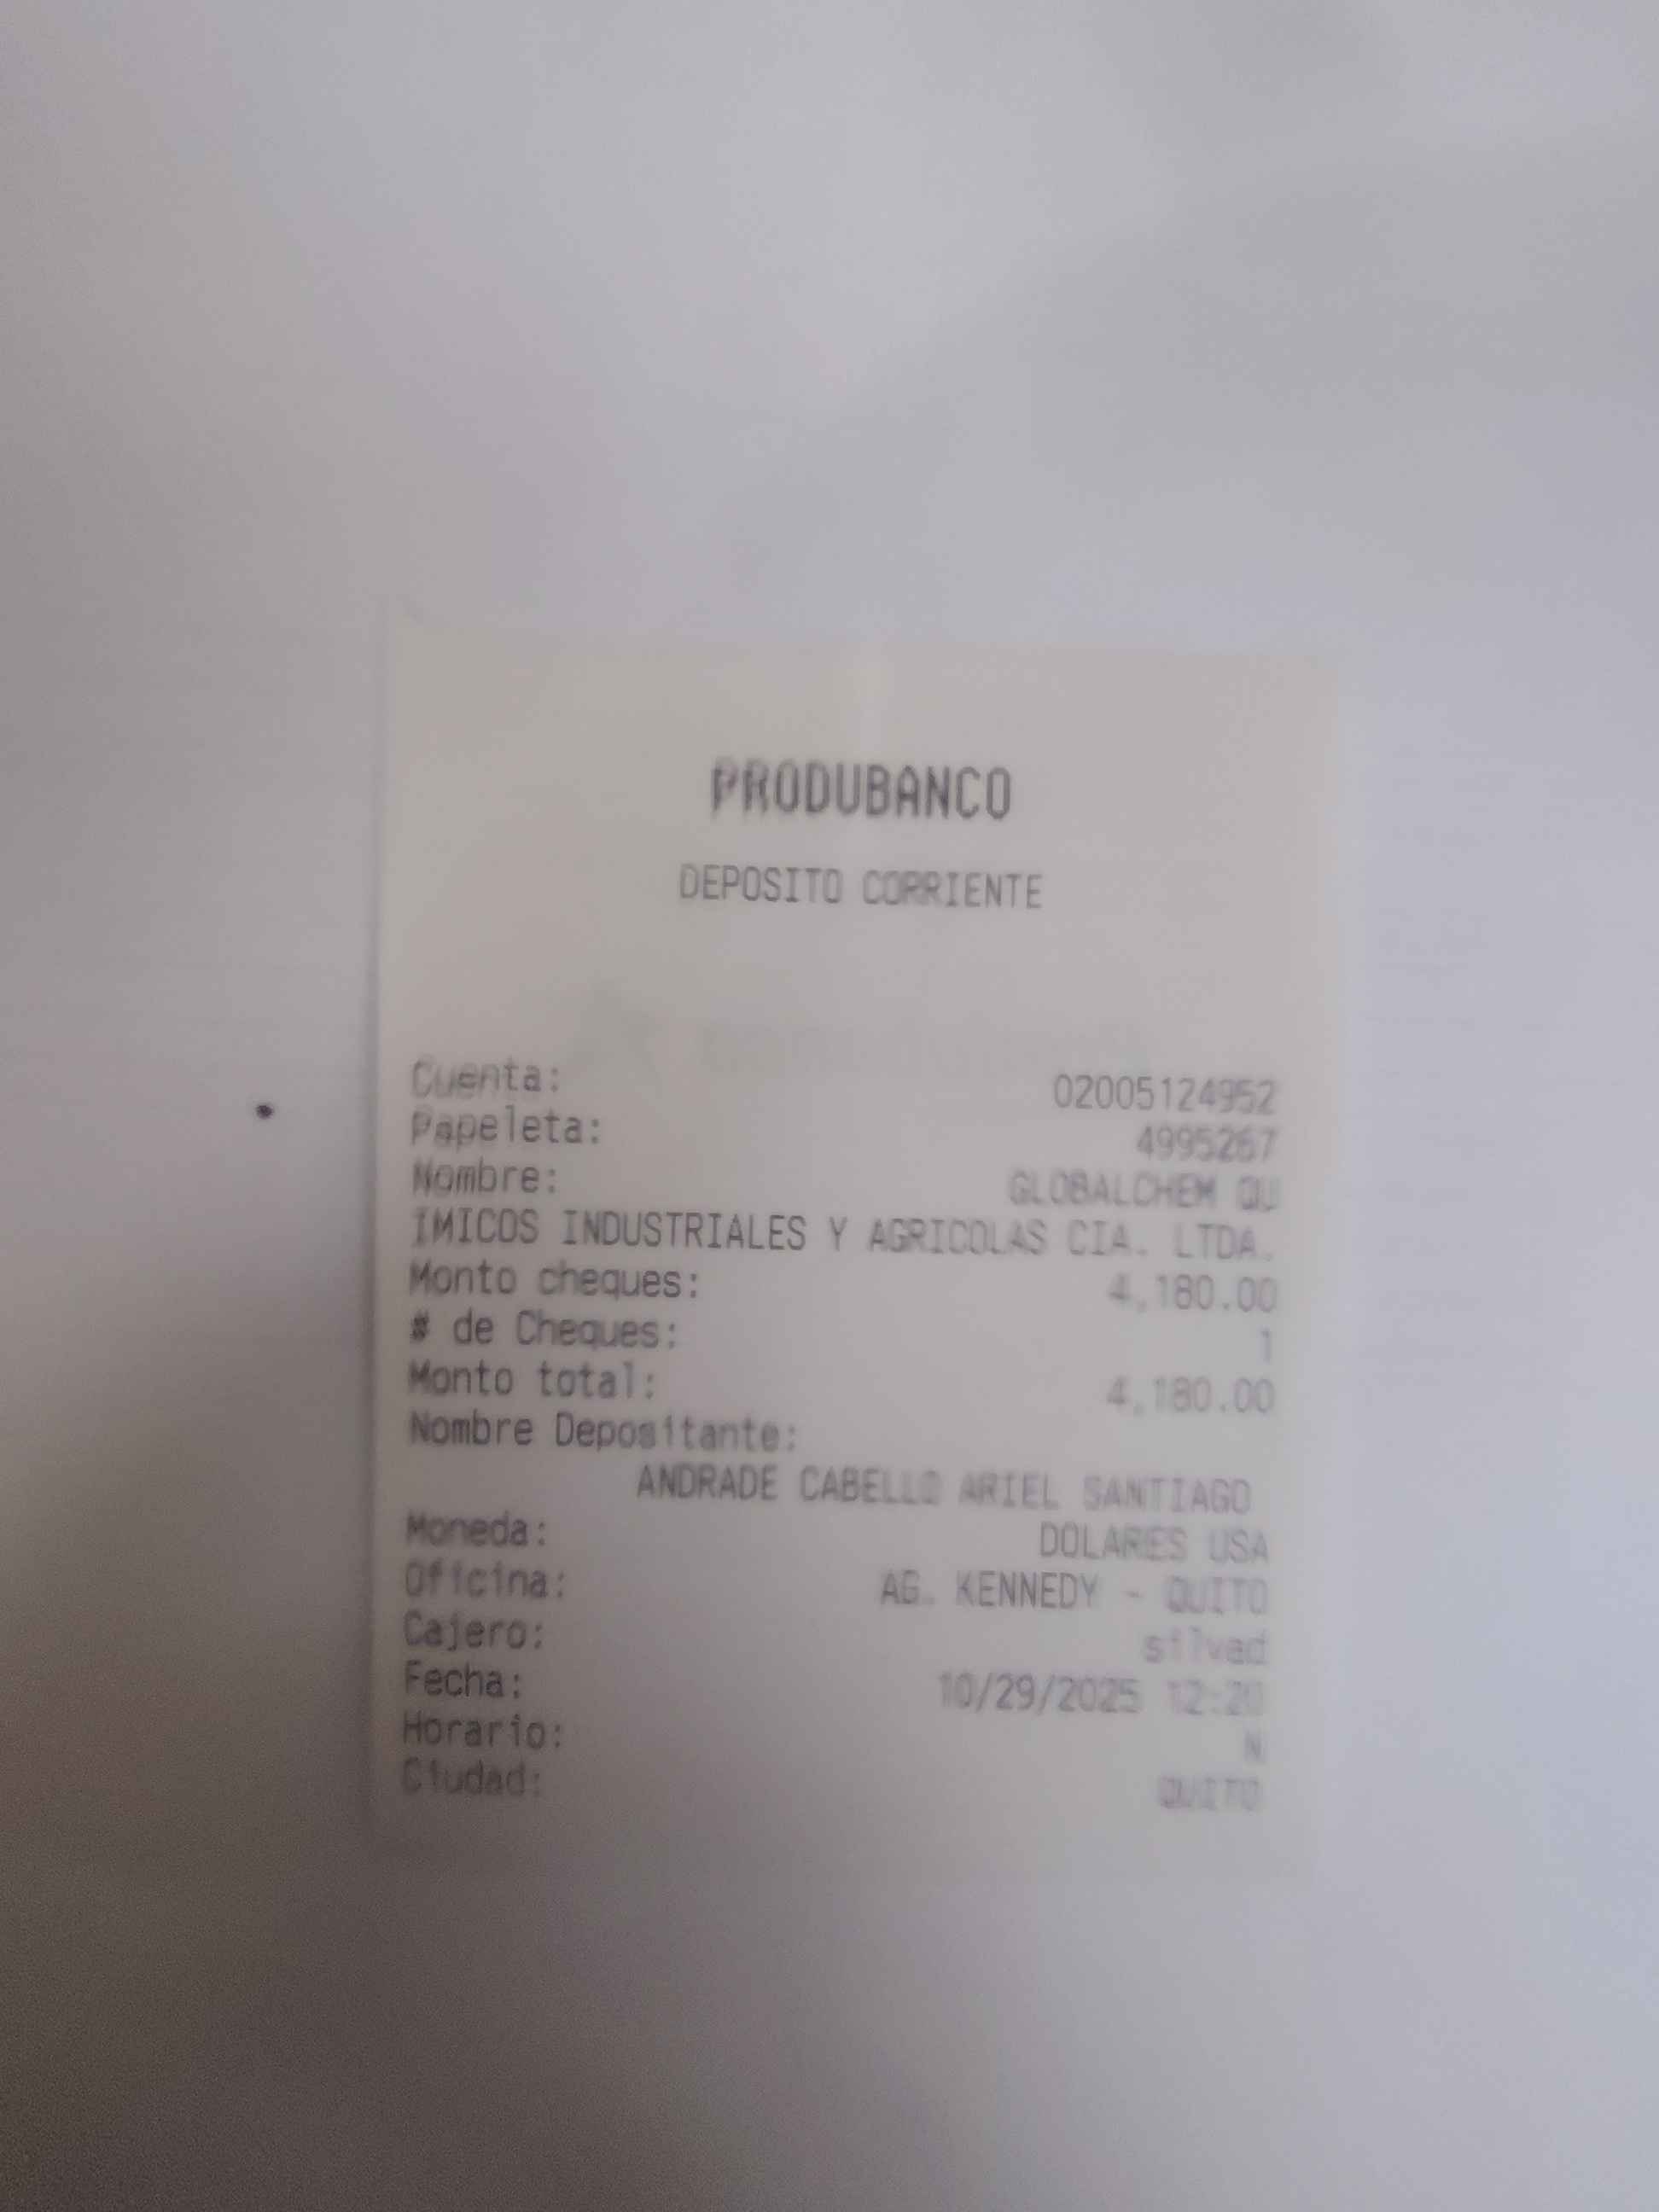 PRODUBANCO
DEPOSITO CORRIENTE
Cuenta: 02005124952
Papeleta: 4995267
Nombre: GLOBALCHEM QU
IMICOS INDUSTRIALES Y AGRICOLAS CIA. LTDA.
Monto cheques: 4,180.00
# de Cheques: 1
Monto total: 4,180.00
Nombre Depositante:
ANDRADE CABELLO ARIEL SANTIAGO
Moneda: DOLARES USA
Oficina: AG. KENNEDY - QUITO
Cajero: silvad
Fecha: 10/29/2025 12:20
Horario: N
Ciudad: QUITO